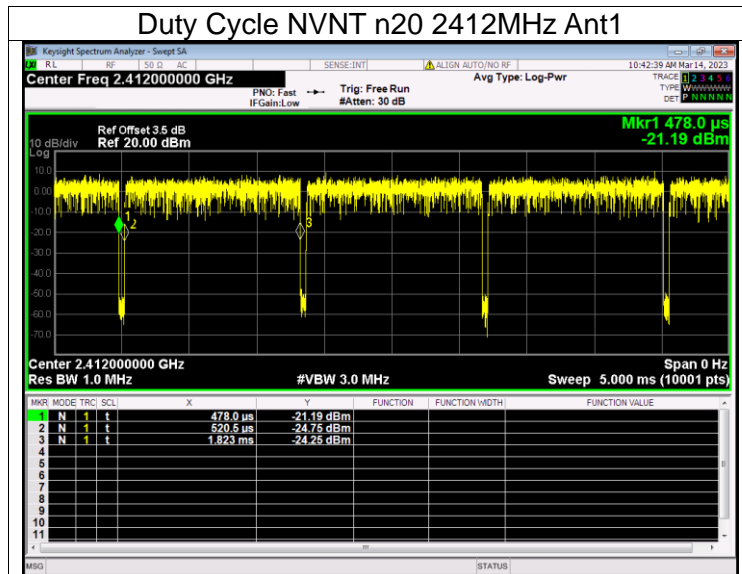 Duty Cycle NVNT n20 2412MHz Ant1
Keysight Spectrum Analyzer - Swept SA
RL RF 50 Ω AC SENSE:INT ALIGN AUTO/NO RF 10:42:39 AM Mar 14, 2023
Center Freq 2.412000000 GHz Avg Type: Log-Pwr TRACE 1 2 3 4 5 6
PNO: Fast Trig: Free Run TYPE W
IFGain:Low #Atten: 30 dB DET P N N N N N
Mkr1 478.0 µs
Ref Offset 3.5 dB
10 dB/div Ref 20.00 dBm -21.19 dBm
Log
10.0
0.00
-10.0
-20.0
-30.0
-40.0
-50.0
-60.0
-70.0
1
2
3
Center 2.412000000 GHz Span 0 Hz
Res BW 1.0 MHz #VBW 3.0 MHz Sweep 5.000 ms (10001 pts)
MKR MODE TRC SCL X Y FUNCTION FUNCTION WIDTH FUNCTION VALUE
1 N 1 t 478.0 µs -21.19 dBm
2 N 1 t 520.5 µs -24.75 dBm
3 N 1 t 1.823 ms -24.25 dBm
4
5
6
7
8
9
10
11
MSG STATUS